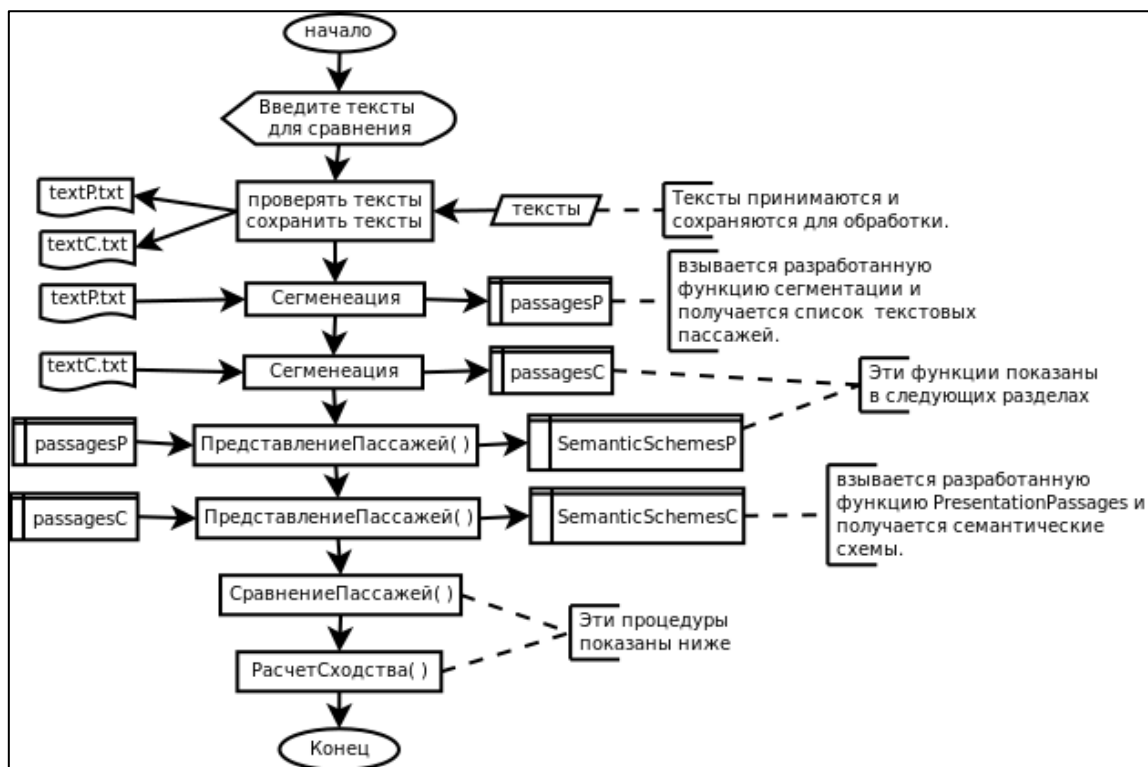 начало
Введите тексты
для сравнения
textP.txt
проверять тексты
сохранить тексты
тексты
Тексты принимаются и
сохраняются для обработки.
textC.txt
textP.txt
Сегменеация
passagesP
взывается разработанную
функцию сегментации и
получается список текстовых
пассажей.
textC.txt
Сегменеация
passagesC
Эти функции показаны
в следующих разделах
passagesP
ПредставлениеПассажей( )
SemanticSchemesP
passagesC
ПредставлениеПассажей( )
SemanticSchemesC
взывается разработанную
функцию PresentationPassages и
получается семантические
схемы.
СравнениеПассажей( )
Эти процедуры
показаны ниже
РасчетСходства( )
Конец